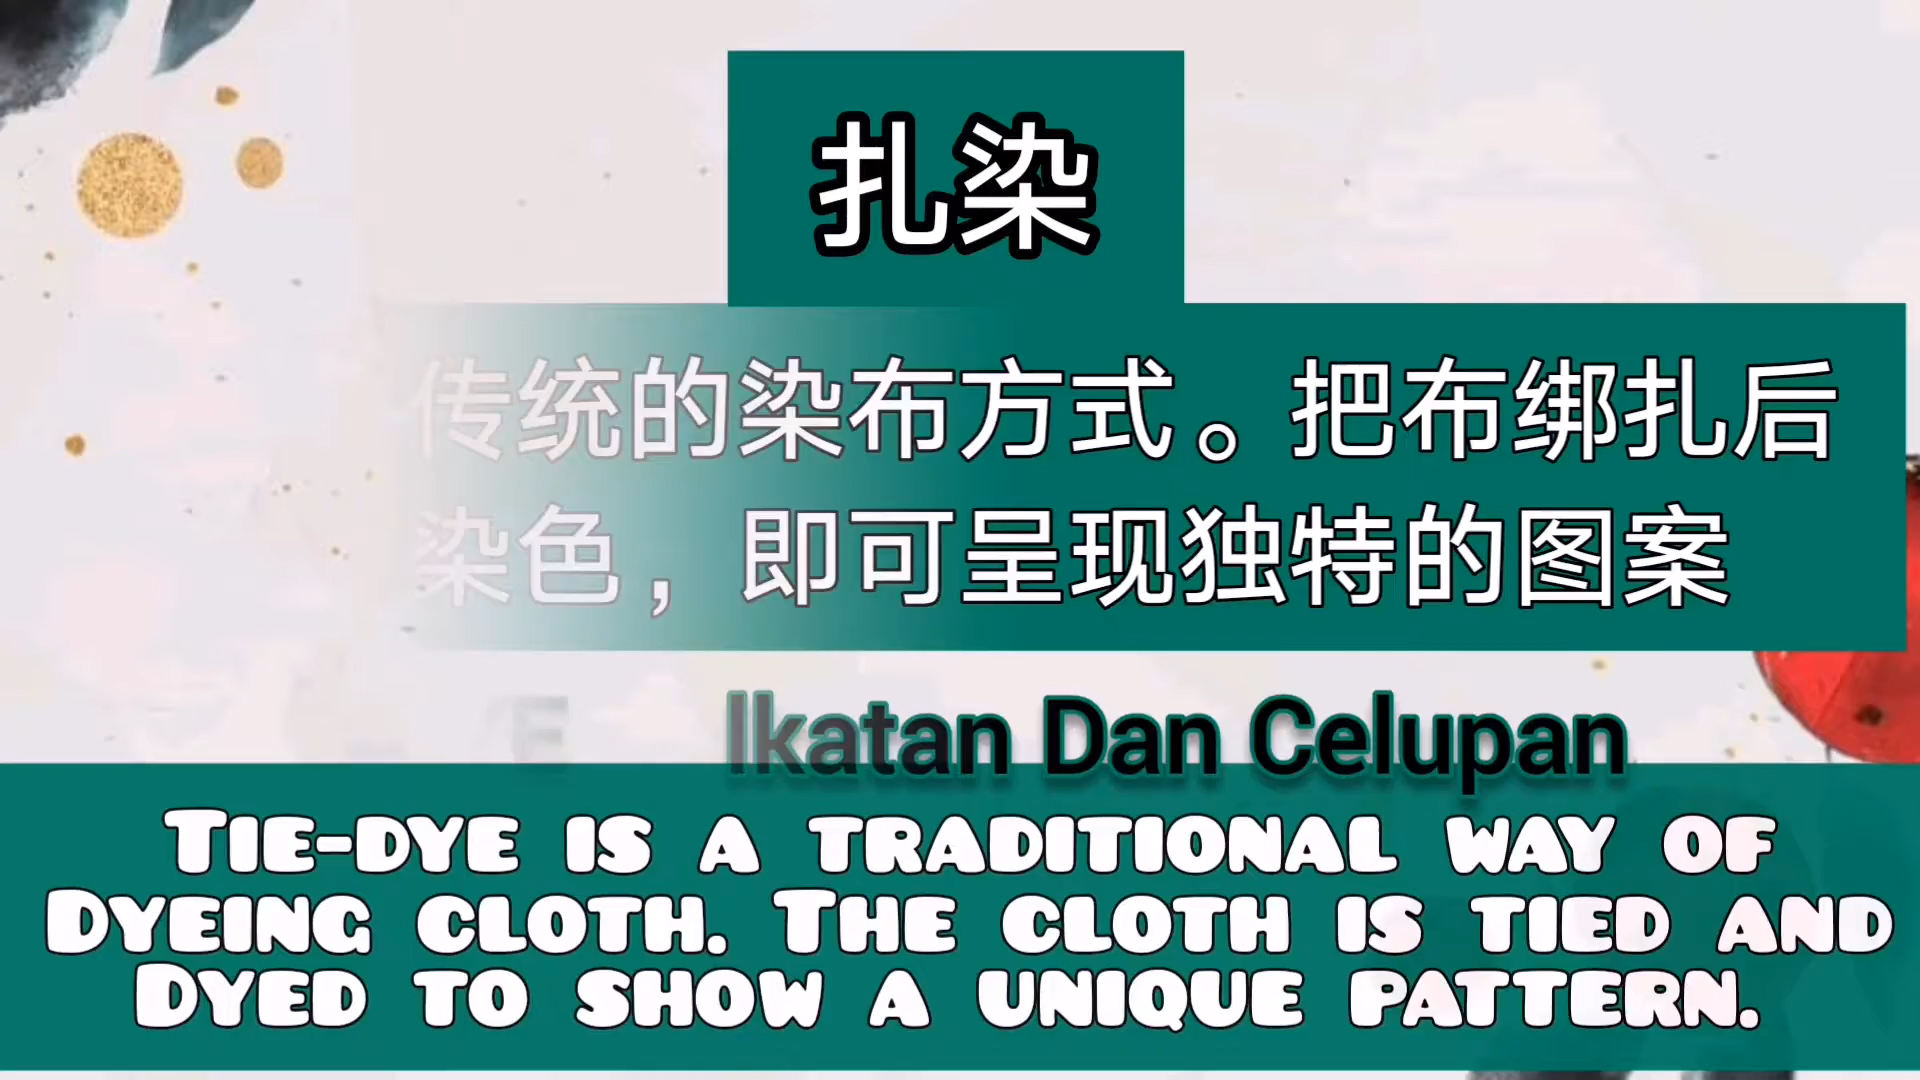 扎染
传统的染布方式。把布绑扎后
染色，即可呈现独特的图案
Ikatan Dan Celupan
Tie-dye is a traditional way of
Dyeing cloth. The cloth is tied and
Dyed to show a unique pattern.